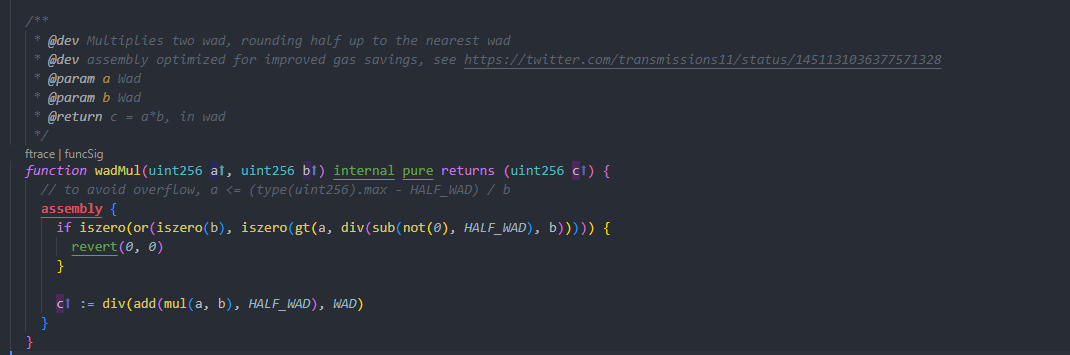 /**
* @dev Multiplies two wad, rounding half up to the nearest wad
* @dev assembly optimized for improved gas savings, see https://twitter.com/transmissions11/status/1451131036377571328
* @param a Wad
* @param b Wad
* @return c = a*b, in wad
*/
ftrace | funcSig
function wadMul(uint256 a↑, uint256 b↑) internal pure returns (uint256 c↑) {
// to avoid overflow, a <= (type(uint256).max - HALF_WAD) / b
assembly {
if iszero(or(iszero(b), iszero(gt(a, div(sub(not(0), HALF_WAD), b))))) {
revert(0, 0)
}
c↑ := div(add(mul(a, b), HALF_WAD), WAD)
}
}